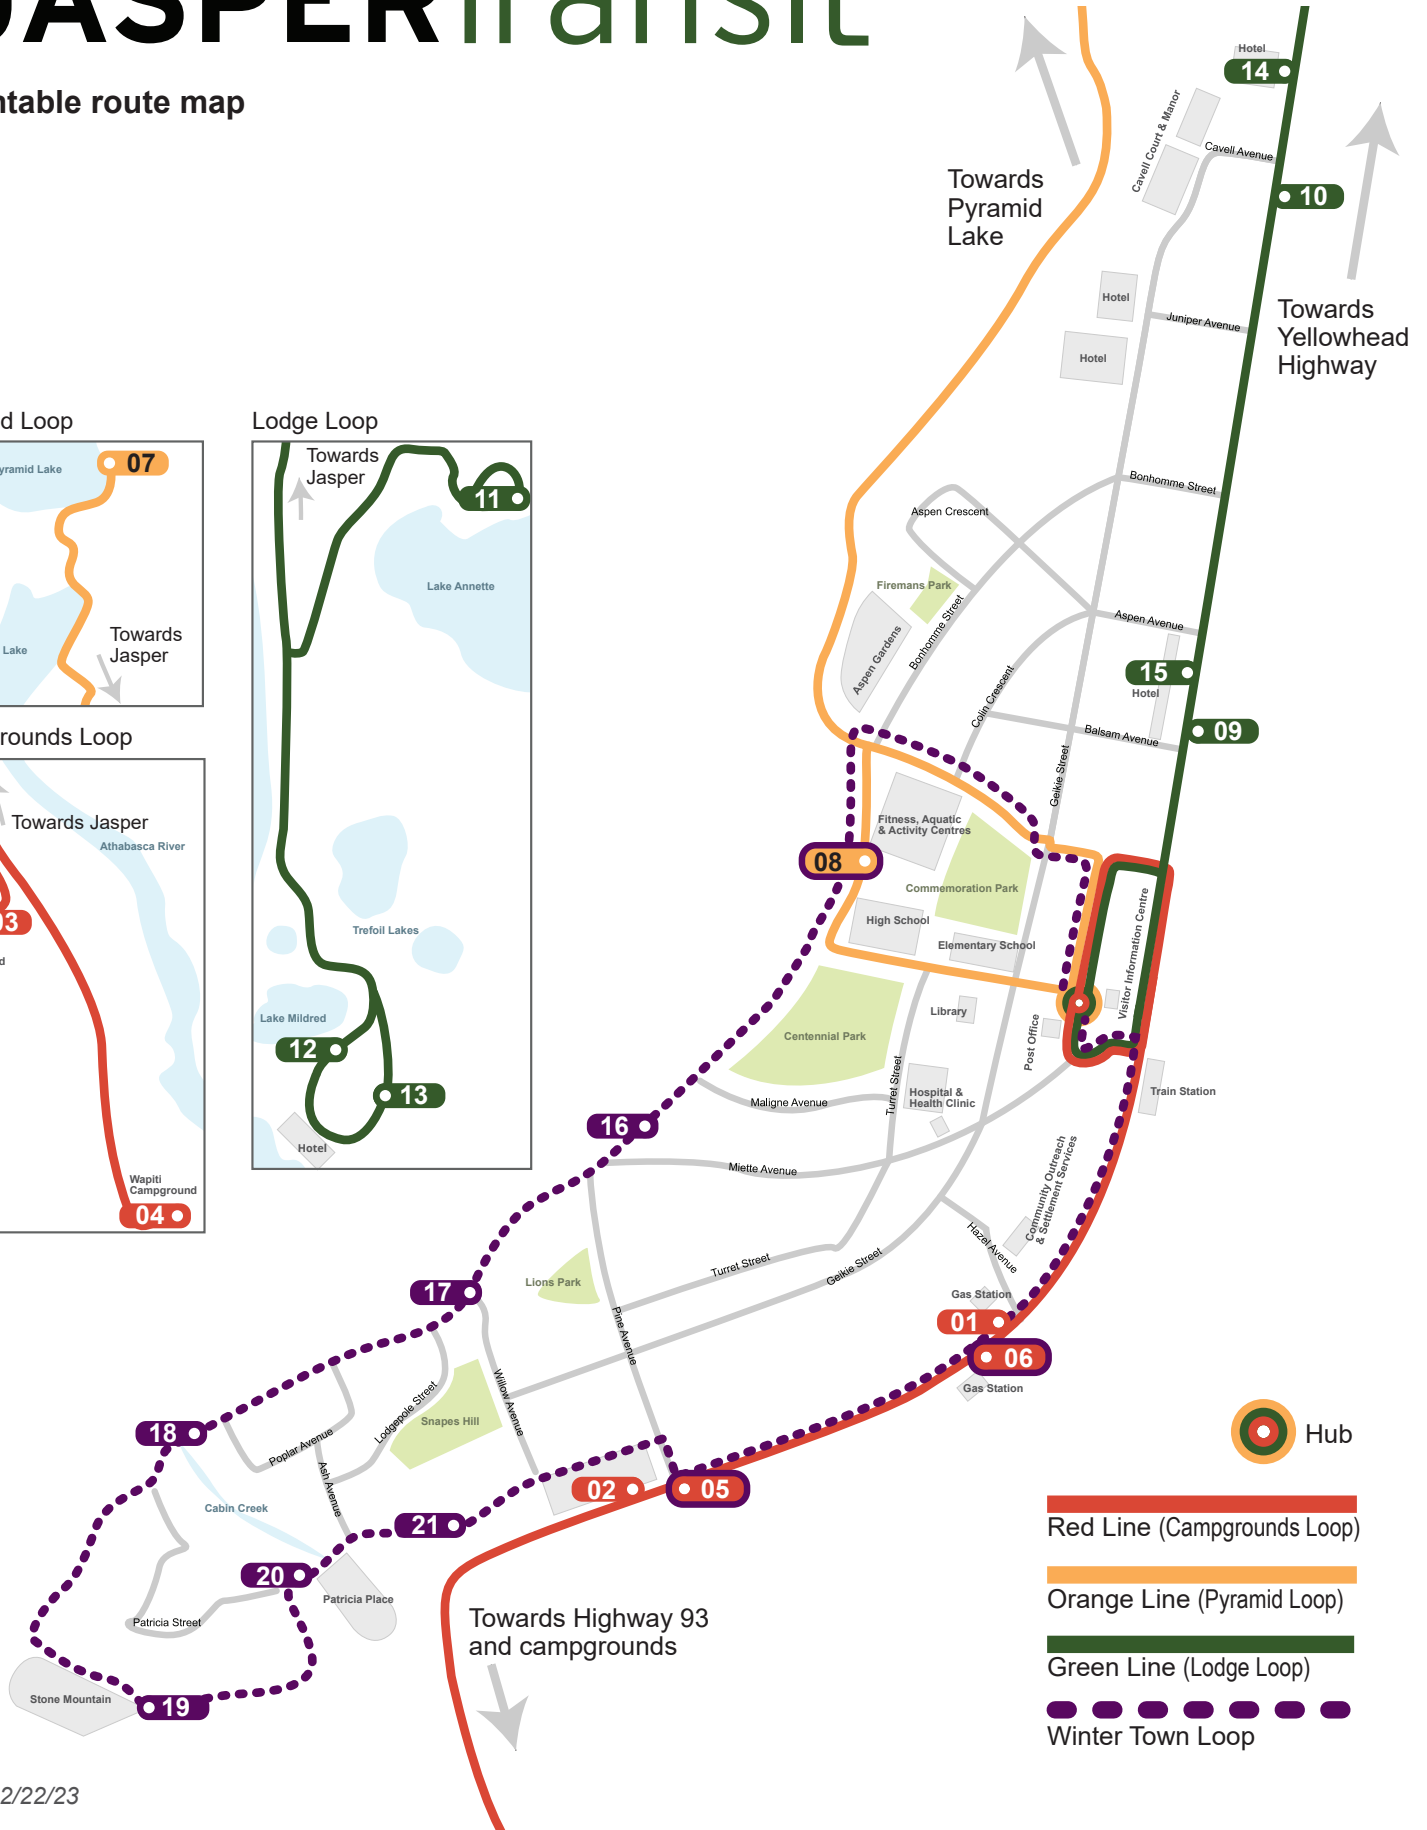 JASPERTransit
ntable route map
Hotel
14
Cavell Court & Manor
Cavell Avenue
10
Towards
Pyramid
Lake
Hotel
Juniper Avenue
Hotel
Towards
Yellowhead
Highway
d Loop
yramid Lake
07
Lake
Towards
Jasper
Lodge Loop
Towards
Jasper
11
Lake Annette
Trefoil Lakes
Lake Mildred
12
13
Hotel
rounds Loop
Towards Jasper
Athabasca River
03
d
Wapiti
Campground
04
Bonhomme Street
Aspen Crescent
Firemans Park
Aspen Gardens
Bonhomme Street
Aspen Avenue
Colin Crescent
15
Hotel
09
Balsam Avenue
Geikie Street
Fitness, Aquatic
& Activity Centres
08
Commemoration Park
High School
Elementary School
Visitor Information Centre
Library
Post Office
Centennial Park
Train Station
Maligne Avenue
Turret Street
Hospital &
Health Clinic
16
Miette Avenue
Community Outreach
& Settlement Services
Hazel Avenue
Turret Street
Geikie Street
17
Lions Park
Pine Avenue
Gas Station
01
06
Gas Station
Willow Avenue
Lodgepole Street
Snapes Hill
18
Poplar Avenue
Ash Avenue
Cabin Creek
02
05
21
20
Patricia Place
Patricia Street
Stone Mountain
19
Towards Highway 93
and campgrounds
Hub
Red Line (Campgrounds Loop)
Orange Line (Pyramid Loop)
Green Line (Lodge Loop)
Winter Town Loop
2/22/23